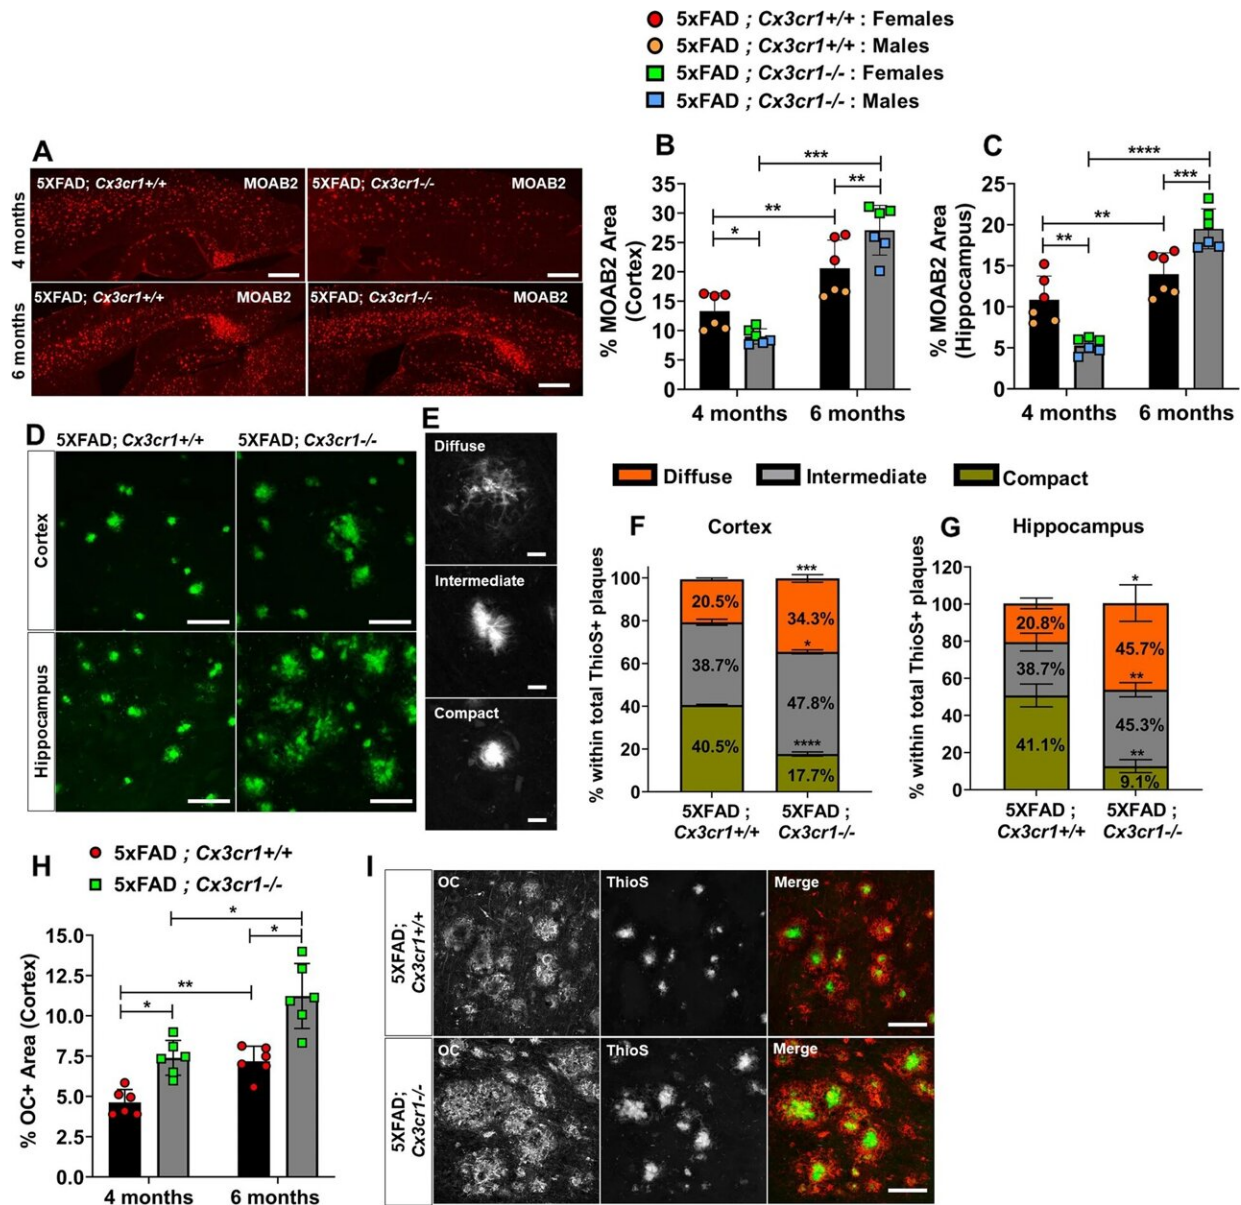 5xFAD ; Cx3cr1+/+ : Females
5xFAD ; Cx3cr1+/+ : Males
5xFAD ; Cx3cr1-/- : Females
5xFAD ; Cx3cr1-/- : Males
A
5XFAD; Cx3cr1+/+ MOAB2
5XFAD; Cx3cr1-/- MOAB2
4 months
5XFAD; Cx3cr1+/+ MOAB2
5XFAD; Cx3cr1-/- MOAB2
6 months
B
***
**
**
*
% MOAB2 Area
(Cortex)
35
30
25
20
15
10
5
0
4 months 6 months
C
****
***
**
**
% MOAB2 Area
(Hippocampus)
25
20
15
10
5
0
4 months 6 months
D
5XFAD; Cx3cr1+/+ 5XFAD; Cx3cr1-/-
Cortex
Hippocampus
E
Diffuse
Intermediate
Compact
Diffuse Intermediate Compact
F Cortex
% within total ThioS+ plaques
100
80
60
40
20
0
***
20.5% 34.3%
*
38.7% 47.8%
****
40.5% 17.7%
5XFAD ; 5XFAD ;
Cx3cr1+/+ Cx3cr1-/-
G Hippocampus
% within total ThioS+ plaques
120
100
80
60
40
20
0
*
20.8% 45.7%
**
38.7% 45.3%
**
41.1% 9.1%
5XFAD ; 5XFAD ;
Cx3cr1+/+ Cx3cr1-/-
H
5xFAD ; Cx3cr1+/+
5xFAD ; Cx3cr1-/-
*
*
**
*
% OC+ Area (Cortex)
15.0
12.5
10.0
7.5
5.0
2.5
0.0
4 months 6 months
I
5XFAD;
Cx3cr1+/+
OC ThioS Merge
5XFAD;
Cx3cr1-/-
OC ThioS Merge